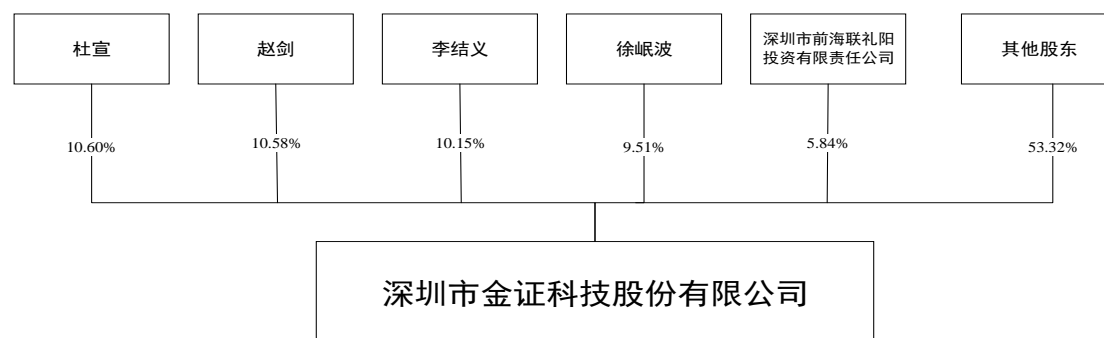 杜宣
赵剑
李结义
徐岷波
深圳市前海联礼阳
投资有限责任公司
其他股东
10.60%
10.58%
10.15%
9.51%
5.84%
53.32%
深圳市金证科技股份有限公司